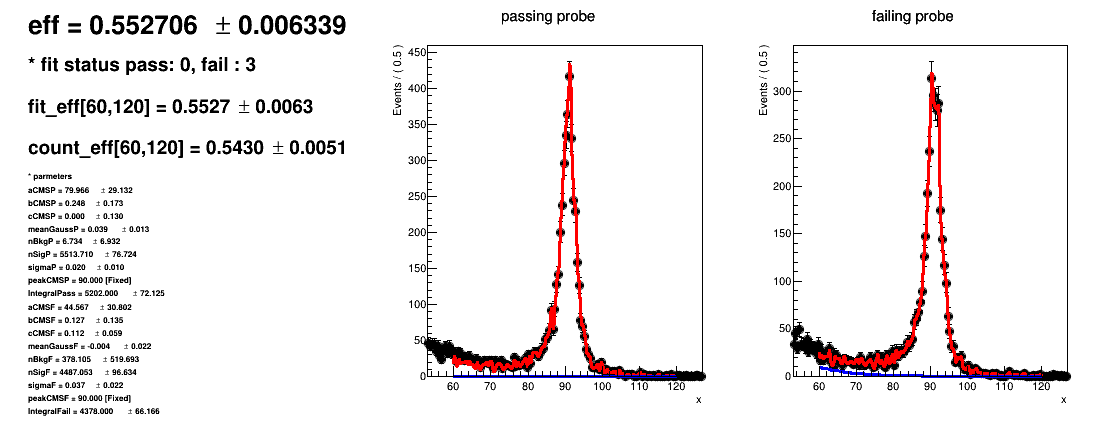 eff = 0.552706 ± 0.006339
* fit status pass: 0, fail : 3
fit_eff[60,120] = 0.5527 ± 0.0063
count_eff[60,120] = 0.5430 ± 0.0051
* parmeters
aCMSP = 79.966 ± 29.132
bCMSP = 0.248 ± 0.173
cCMSP = 0.000 ± 0.130
meanGaussP = 0.039 ± 0.013
nBkgP = 6.734 ± 6.932
nSigP = 5513.710 ± 76.724
sigmaP = 0.020 ± 0.010
peakCMSP = 90.000 [Fixed]
IntegralPass = 5202.000 ± 72.125
aCMSF = 44.567 ± 30.802
bCMSF = 0.127 ± 0.135
cCMSF = 0.112 ± 0.059
meanGaussF = -0.004 ± 0.022
nBkgF = 378.105 ± 519.693
nSigF = 4487.053 ± 96.634
sigmaF = 0.037 ± 0.022
peakCMSF = 90.000 [Fixed]
IntegralFail = 4378.000 ± 66.166
passing probe
Events / ( 0.5 )
450
400
350
300
250
200
150
100
50
0
60 70 80 90 100 110 120
x
failing probe
Events / ( 0.5 )
300
250
200
150
100
50
0
60 70 80 90 100 110 120
x